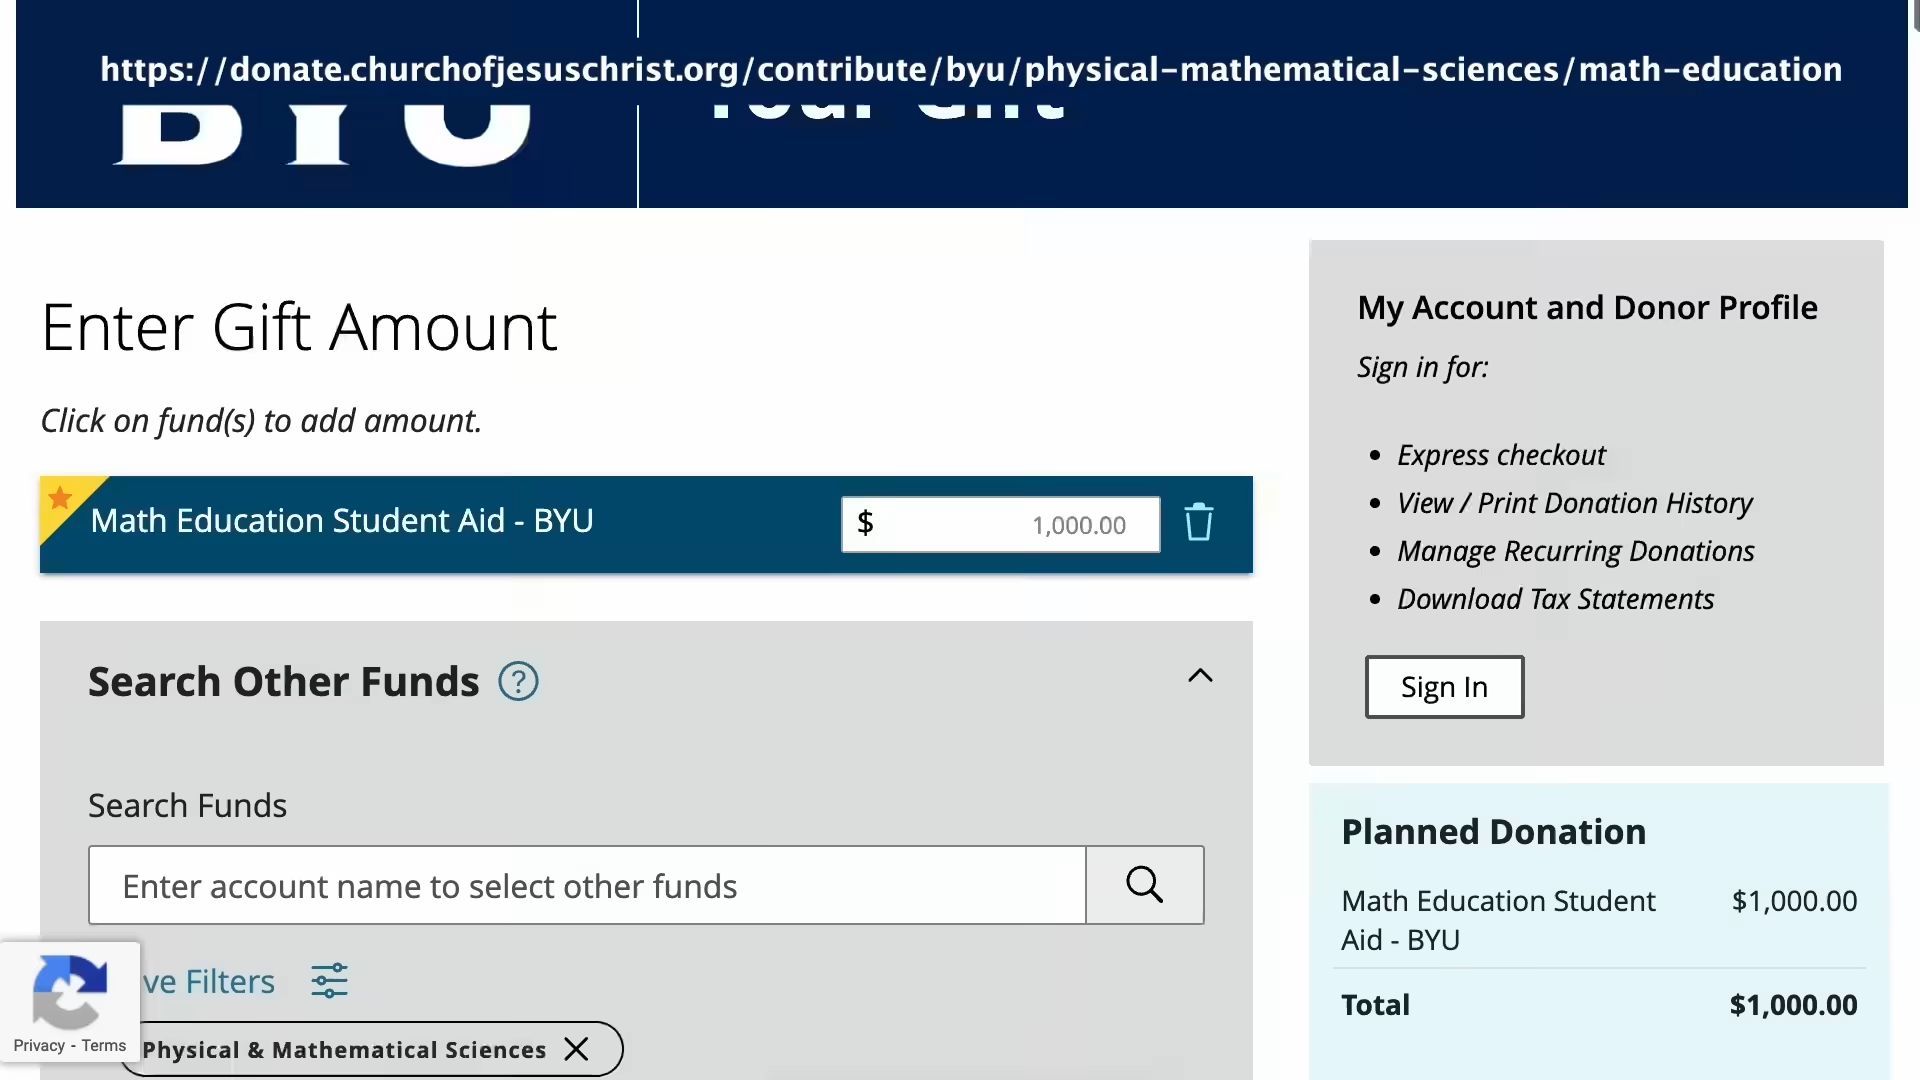 https://donate.churchofjesuschrist.org/contribute/byu/physical-mathematical-sciences/math-education
BYU
Your Gift
Enter Gift Amount
Click on fund(s) to add amount.
Math Education Student Aid - BYU
$ 1,000.00
Search Other Funds ?
Search Funds
Enter account name to select other funds
ve Filters
Physical & Mathematical Sciences
Privacy - Terms
My Account and Donor Profile
Sign in for:
• Express checkout
• View / Print Donation History
• Manage Recurring Donations
• Download Tax Statements
Sign In
Planned Donation
Math Education Student $1,000.00
Aid - BYU
Total $1,000.00